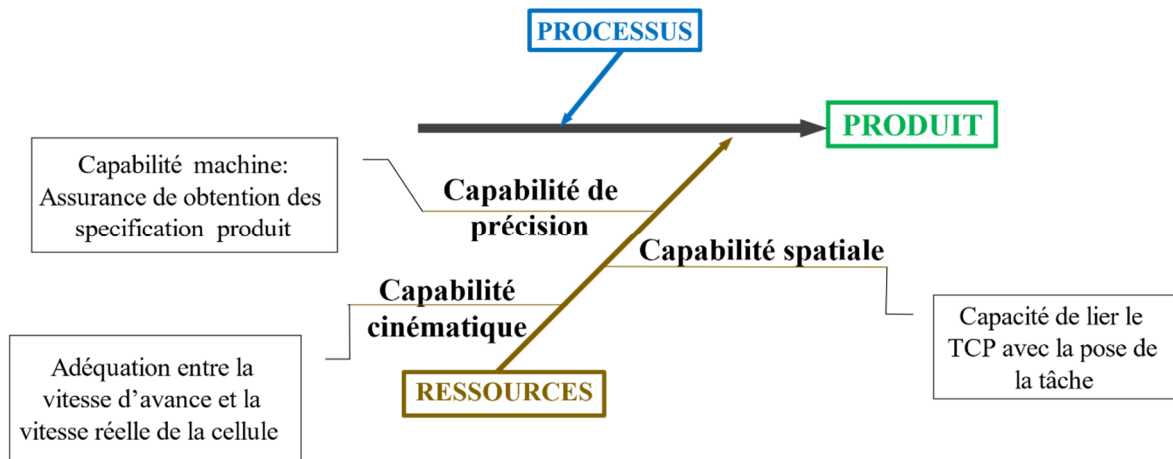 PROCESSUS
PRODUIT
Capabilité machine:
Assurance de obtention des
specification produit
Capabilité de
précision
Capabilité spatiale
Capabilité
cinématique
Capacité de lier le
TCP avec la pose de
la tâche
Adéquation entre la
vitesse d’avance et la
vitesse réelle de la cellule
RESSOURCES